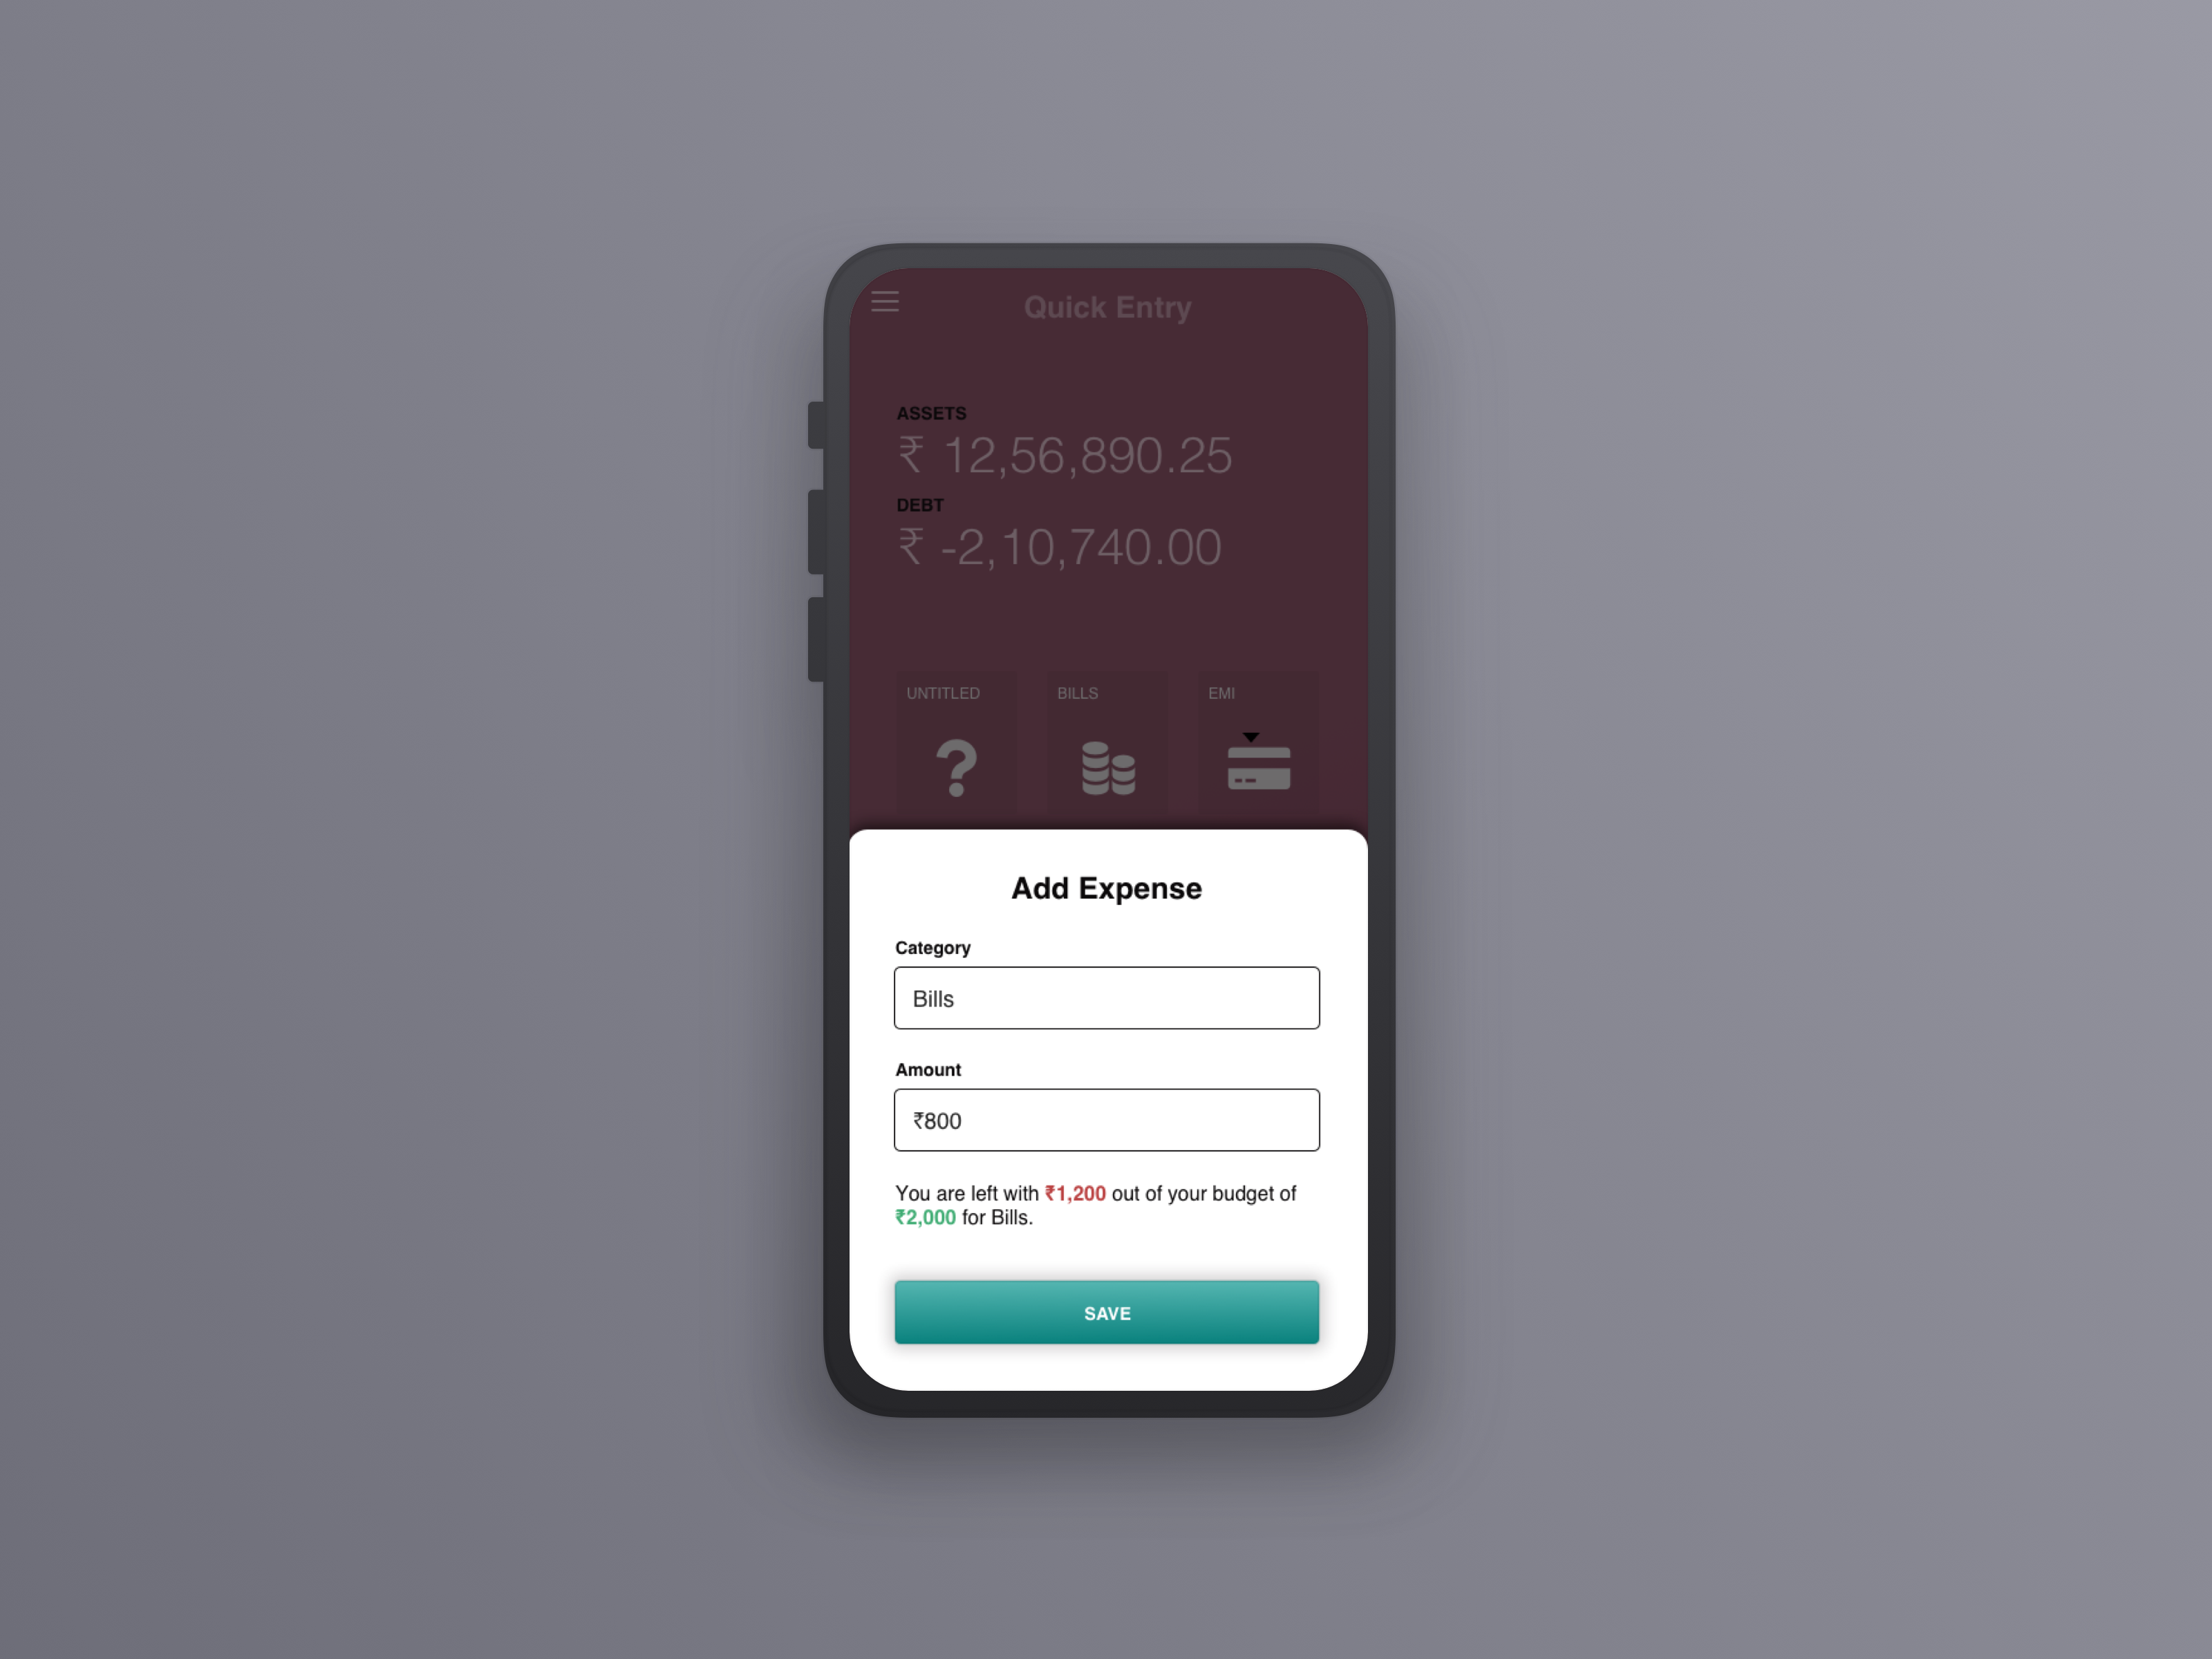 Quick Entry
ASSETS
₹ 12,56,890.25
DEBT
₹ -2,10,740.00
UNTITLED
BILLS
EMI
Add Expense
Category
Bills
Amount
₹800
You are left with ₹1,200 out of your budget of
₹2,000 for Bills.
SAVE